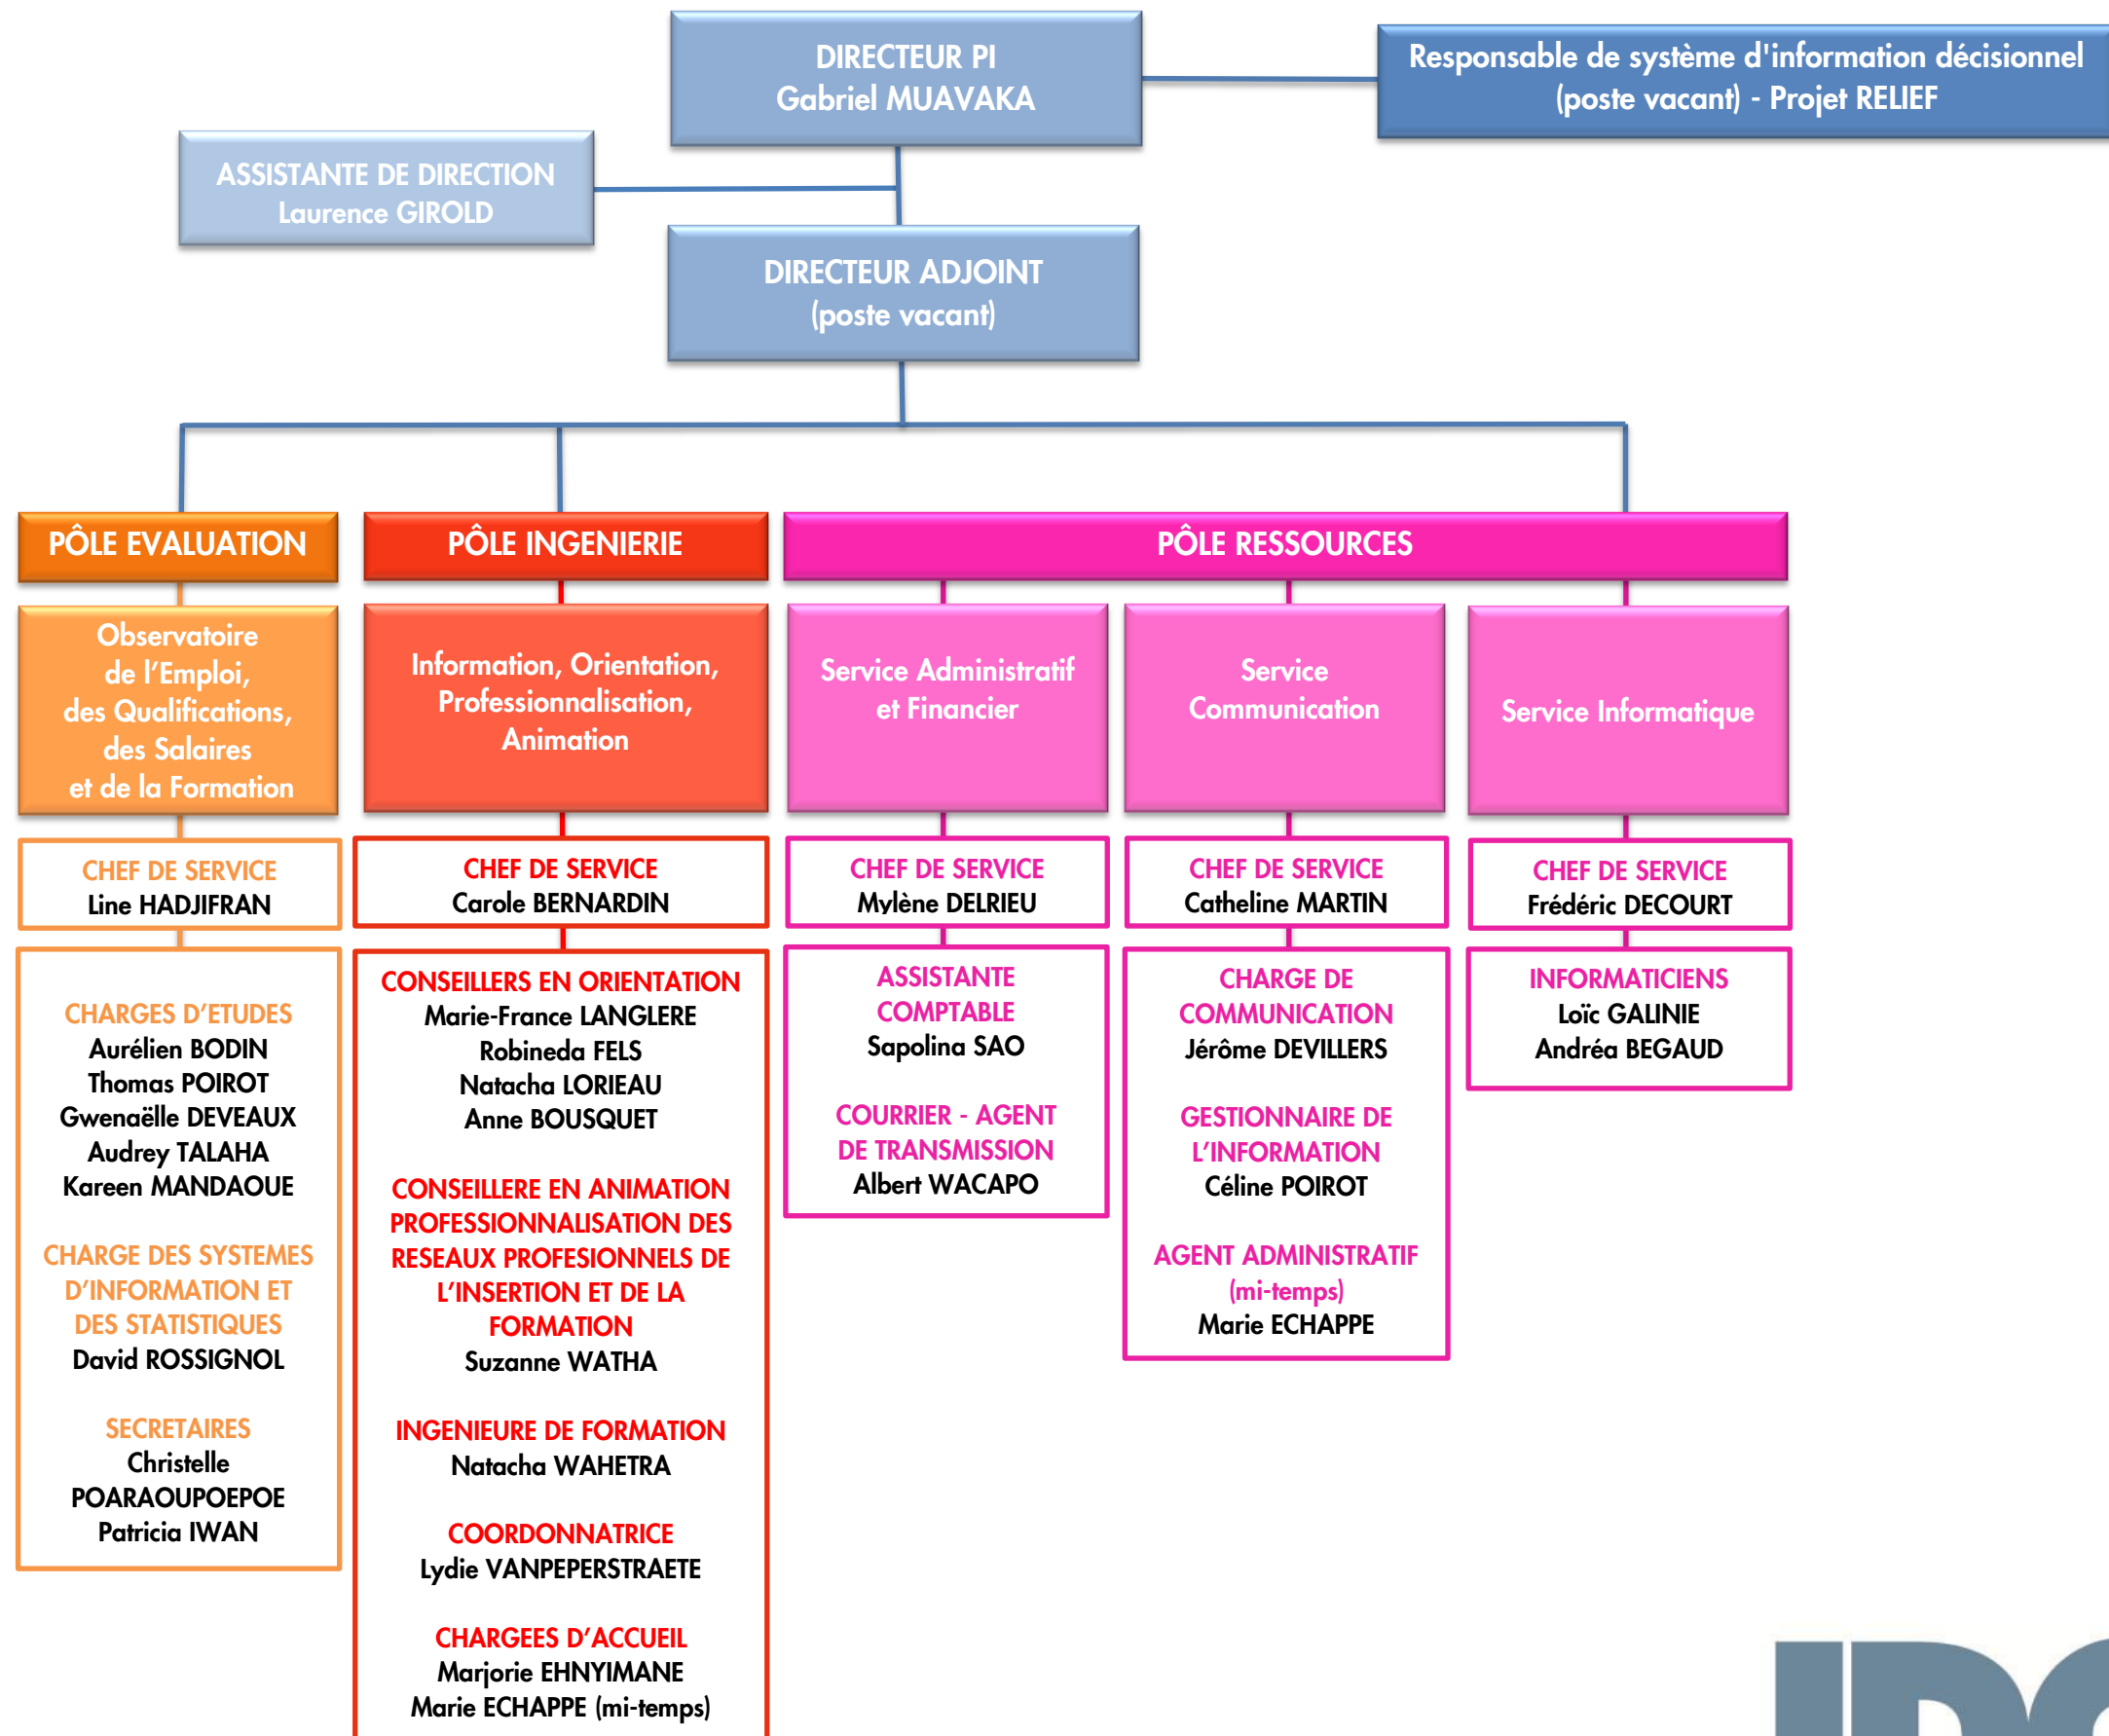 DIRECTEUR PI
Gabriel MUAVAKA
Responsable de système d'information décisionnel
(poste vacant) - Projet RELIEF
ASSISTANTE DE DIRECTION
Laurence GIROLD
DIRECTEUR ADJOINT
(poste vacant)
PÔLE EVALUATION
Observatoire
de l’Emploi,
des Qualifications,
des Salaires
et de la Formation
CHEF DE SERVICE
Line HADJIFRAN
CHARGES D’ETUDES
Aurélien BODIN
Thomas POIROT
Gwenaëlle DEVEAUX
Audrey TALAHA
Kareen MANDAOUE
CHARGE DES SYSTEMES
D’INFORMATION ET
DES STATISTIQUES
David ROSSIGNOL
SECRETAIRES
Christelle
POARAOUPOEPOE
Patricia IWAN
PÔLE INGENIERIE
Information, Orientation,
Professionnalisation,
Animation
CHEF DE SERVICE
Carole BERNARDIN
CONSEILLERS EN ORIENTATION
Marie-France LANGLERE
Robineda FELS
Natacha LORIEAU
Anne BOUSQUET
CONSEILLERE EN ANIMATION
PROFESSIONNALISATION DES
RESEAUX PROFESIONNELS DE
L’INSERTION ET DE LA
FORMATION
Suzanne WATHA
INGENIEURE DE FORMATION
Natacha WAHETRA
COORDONNATRICE
Lydie VANPEPERSTRAETE
CHARGEES D’ACCUEIL
Marjorie EHNYIMANE
Marie ECHAPPE (mi-temps)
PÔLE RESSOURCES
Service Administratif
et Financier
CHEF DE SERVICE
Mylène DELRIEU
ASSISTANTE
COMPTABLE
Sapolina SAO
COURRIER - AGENT
DE TRANSMISSION
Albert WACAPO
Service
Communication
CHEF DE SERVICE
Catheline MARTIN
CHARGE DE
COMMUNICATION
Jérôme DEVILLERS
GESTIONNAIRE DE
L’INFORMATION
Céline POIROT
AGENT ADMINISTRATIF
(mi-temps)
Marie ECHAPPE
Service Informatique
CHEF DE SERVICE
Frédéric DECOURT
INFORMATICIENS
Loïc GALINIE
Andréa BEGAUD